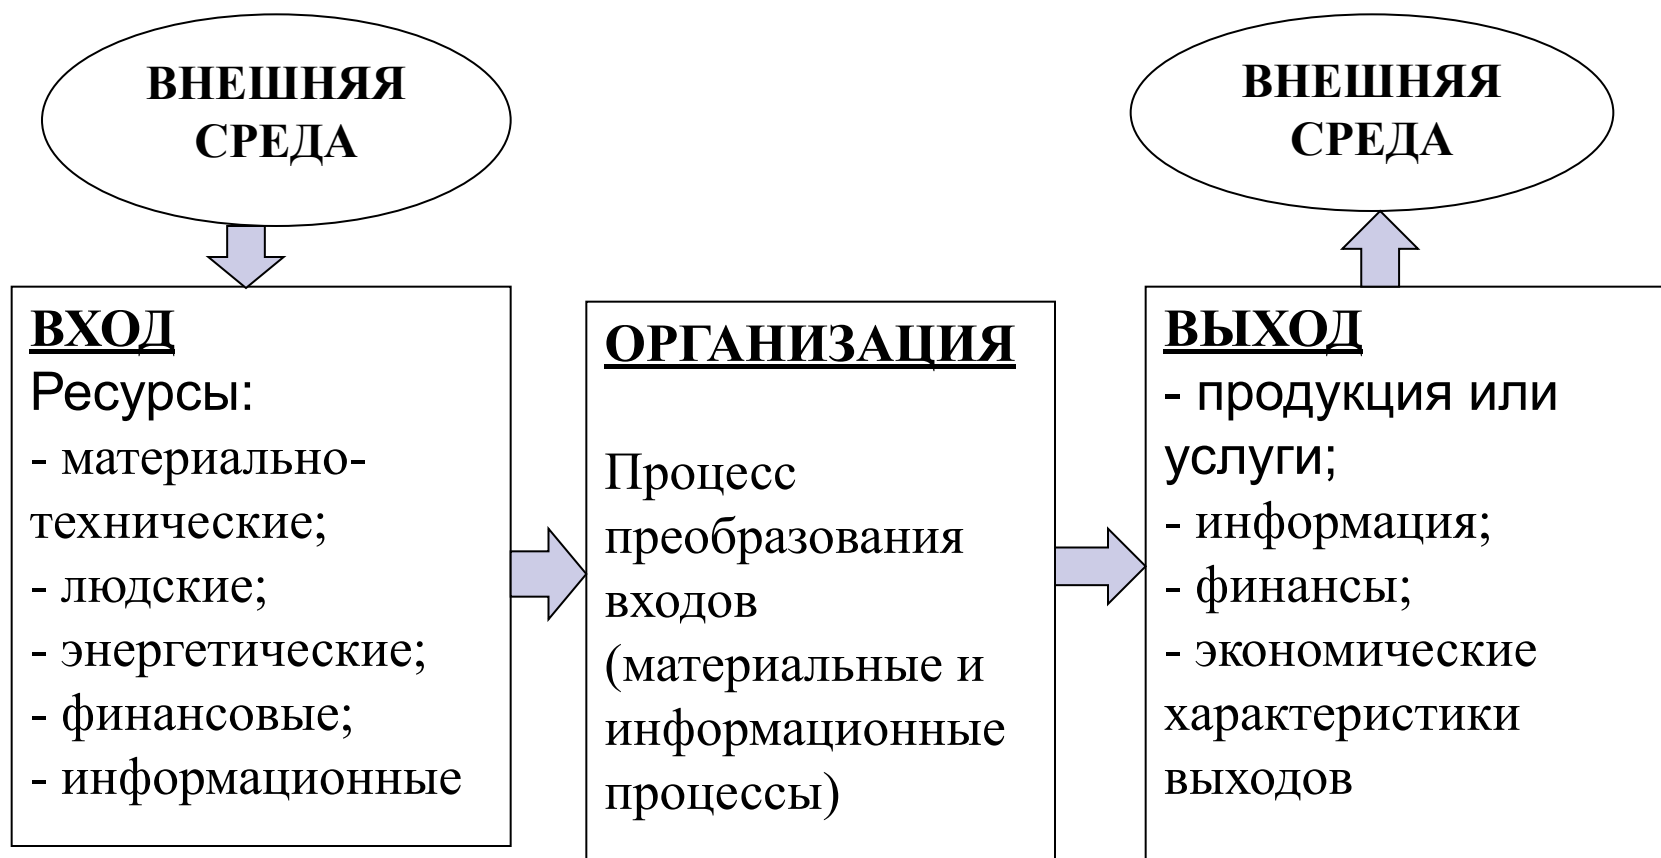 ВНЕШНЯЯ
СРЕДА
ВНЕШНЯЯ
СРЕДА
ВХОД
Ресурсы:
- материально-
технические;
- людские;
- энергетические;
- финансовые;
- информационные
ОРГАНИЗАЦИЯ
Процесс
преобразования
входов
(материальные и
информационные
процессы)
ВЫХОД
- продукция или
услуги;
- информация;
- финансы;
- экономические
характеристики
выходов